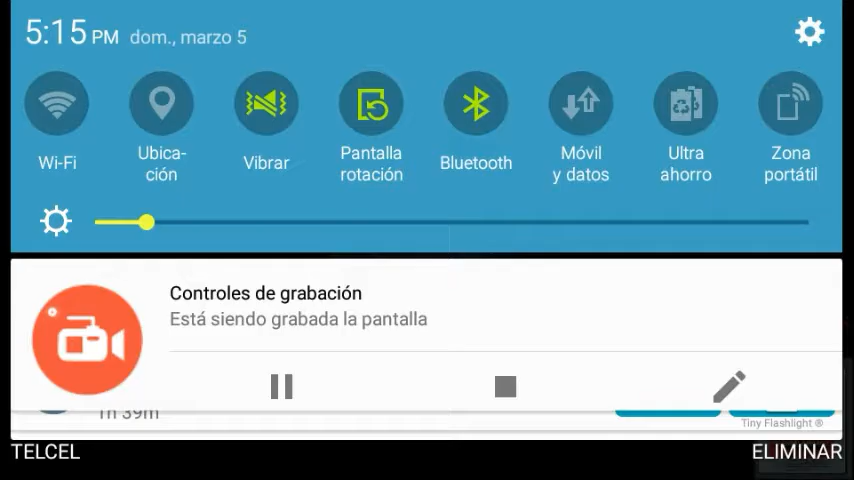 5:15 PM dom., marzo 5
Wi-Fi
Ubica-
ción
Vibrar
Pantalla
rotación
Bluetooth
Móvil
y datos
Ultra
ahorro
Zona
portátil
Controles de grabación
Está siendo grabada la pantalla
1h 39m
Tiny Flashlight ®
TELCEL
ELIMINAR